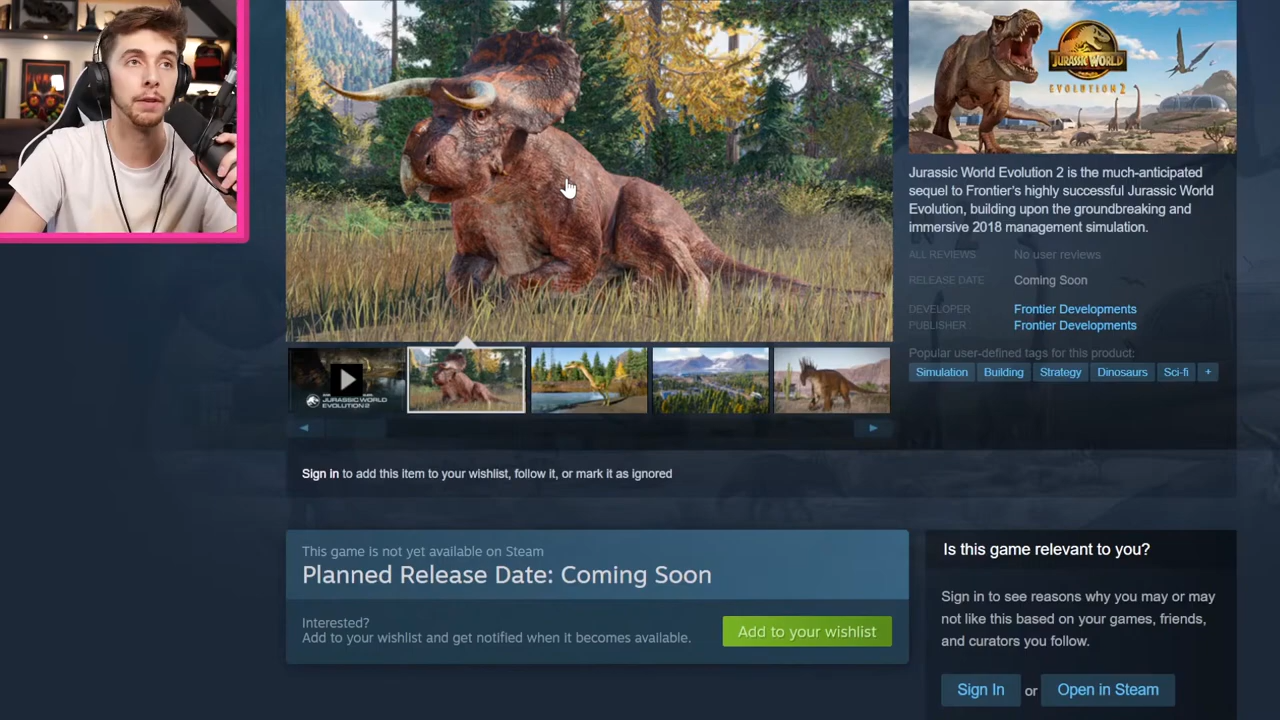 JURASSIC WORLD
EVOLUTION 2
Jurassic World Evolution 2 is the much-anticipated
sequel to Frontier's highly successful Jurassic World
Evolution, building upon the groundbreaking and
immersive 2018 management simulation.
ALL REVIEWS No user reviews
RELEASE DATE Coming Soon
DEVELOPER Frontier Developments
PUBLISHER Frontier Developments
Popular user-defined tags for this product:
Simulation Building Strategy Dinosaurs Sci-fi +
JURASSIC WORLD
EVOLUTION 2
Sign in to add this item to your wishlist, follow it, or mark it as ignored
This game is not yet available on Steam
Planned Release Date: Coming Soon
Interested?
Add to your wishlist and get notified when it becomes available.
Add to your wishlist
Is this game relevant to you?
Sign in to see reasons why you may or may
not like this based on your games, friends,
and curators you follow.
Sign In or Open in Steam